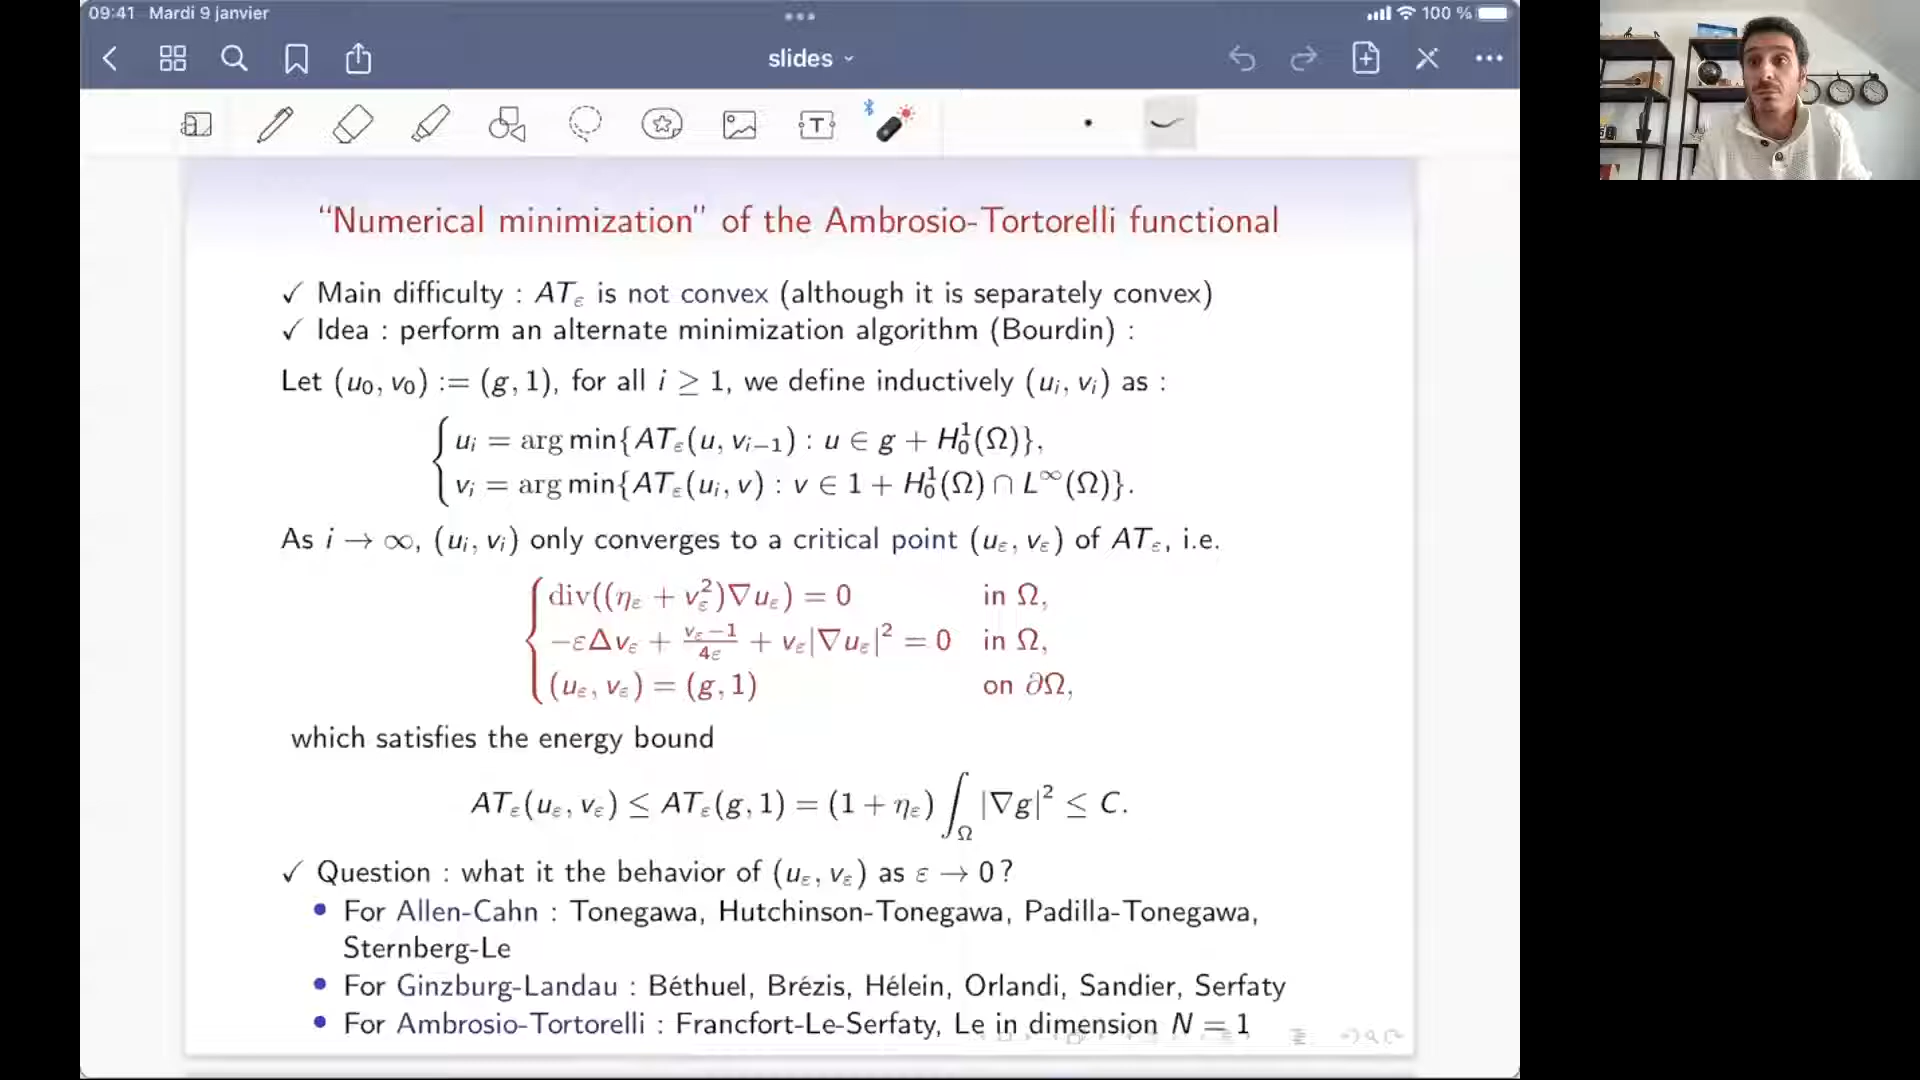 09:41 Mardi 9 janvier
100 %
slides
“Numerical minimization” of the Ambrosio-Tortorelli functional
✓ Main difficulty : AT_ε is not convex (although it is separately convex)
✓ Idea : perform an alternate minimization algorithm (Bourdin) :
Let (u₀, v₀) := (g, 1), for all i ≥ 1, we define inductively (u_i, v_i) as :
u_i = arg min{AT_ε(u, v_{i−1}) : u ∈ g + H¹₀(Ω)},
v_i = arg min{AT_ε(u_i, v) : v ∈ 1 + H¹₀(Ω) ∩ L^∞(Ω)}.
As i → ∞, (u_i, v_i) only converges to a critical point (u_ε, v_ε) of AT_ε, i.e.
div((η_ε + v_ε²)∇u_ε) = 0 in Ω,
−εΔv_ε + (v_ε−1)/(4ε) + v_ε|∇u_ε|² = 0 in Ω,
(u_ε, v_ε) = (g, 1) on ∂Ω,
which satisfies the energy bound
AT_ε(u_ε, v_ε) ≤ AT_ε(g, 1) = (1 + η_ε) ∫_Ω |∇g|² ≤ C.
✓ Question : what it the behavior of (u_ε, v_ε) as ε → 0 ?
• For Allen-Cahn : Tonegawa, Hutchinson-Tonegawa, Padilla-Tonegawa,
Sternberg-Le
• For Ginzburg-Landau : Béthuel, Brézis, Hélein, Orlandi, Sandier, Serfaty
• For Ambrosio-Tortorelli : Francfort-Le-Serfaty, Le in dimension N = 1